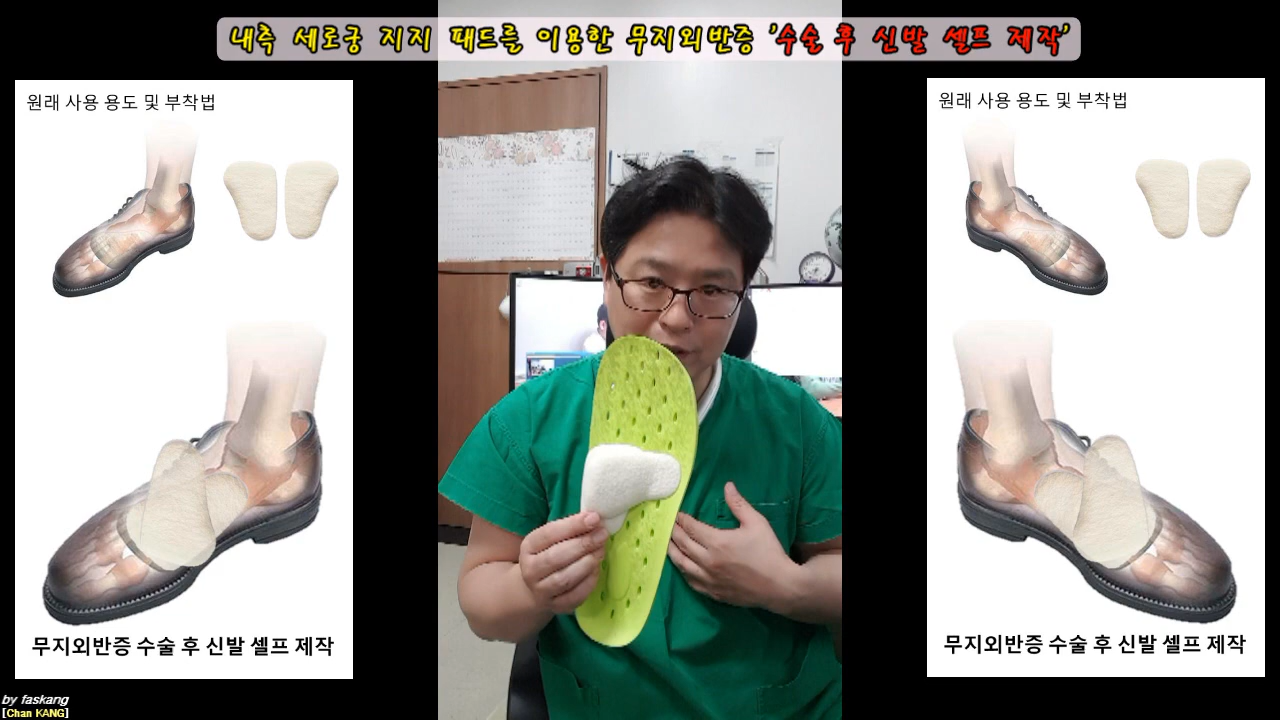 내측 세로궁 지지 패드를 이용한 무지외반증 '수술 후 신발 셀프 제작'
원래 사용 용도 및 부착법
무지외반증 수술 후 신발 셀프 제작
원래 사용 용도 및 부착법
무지외반증 수술 후 신발 셀프 제작
by faskang
[Chan KANG]